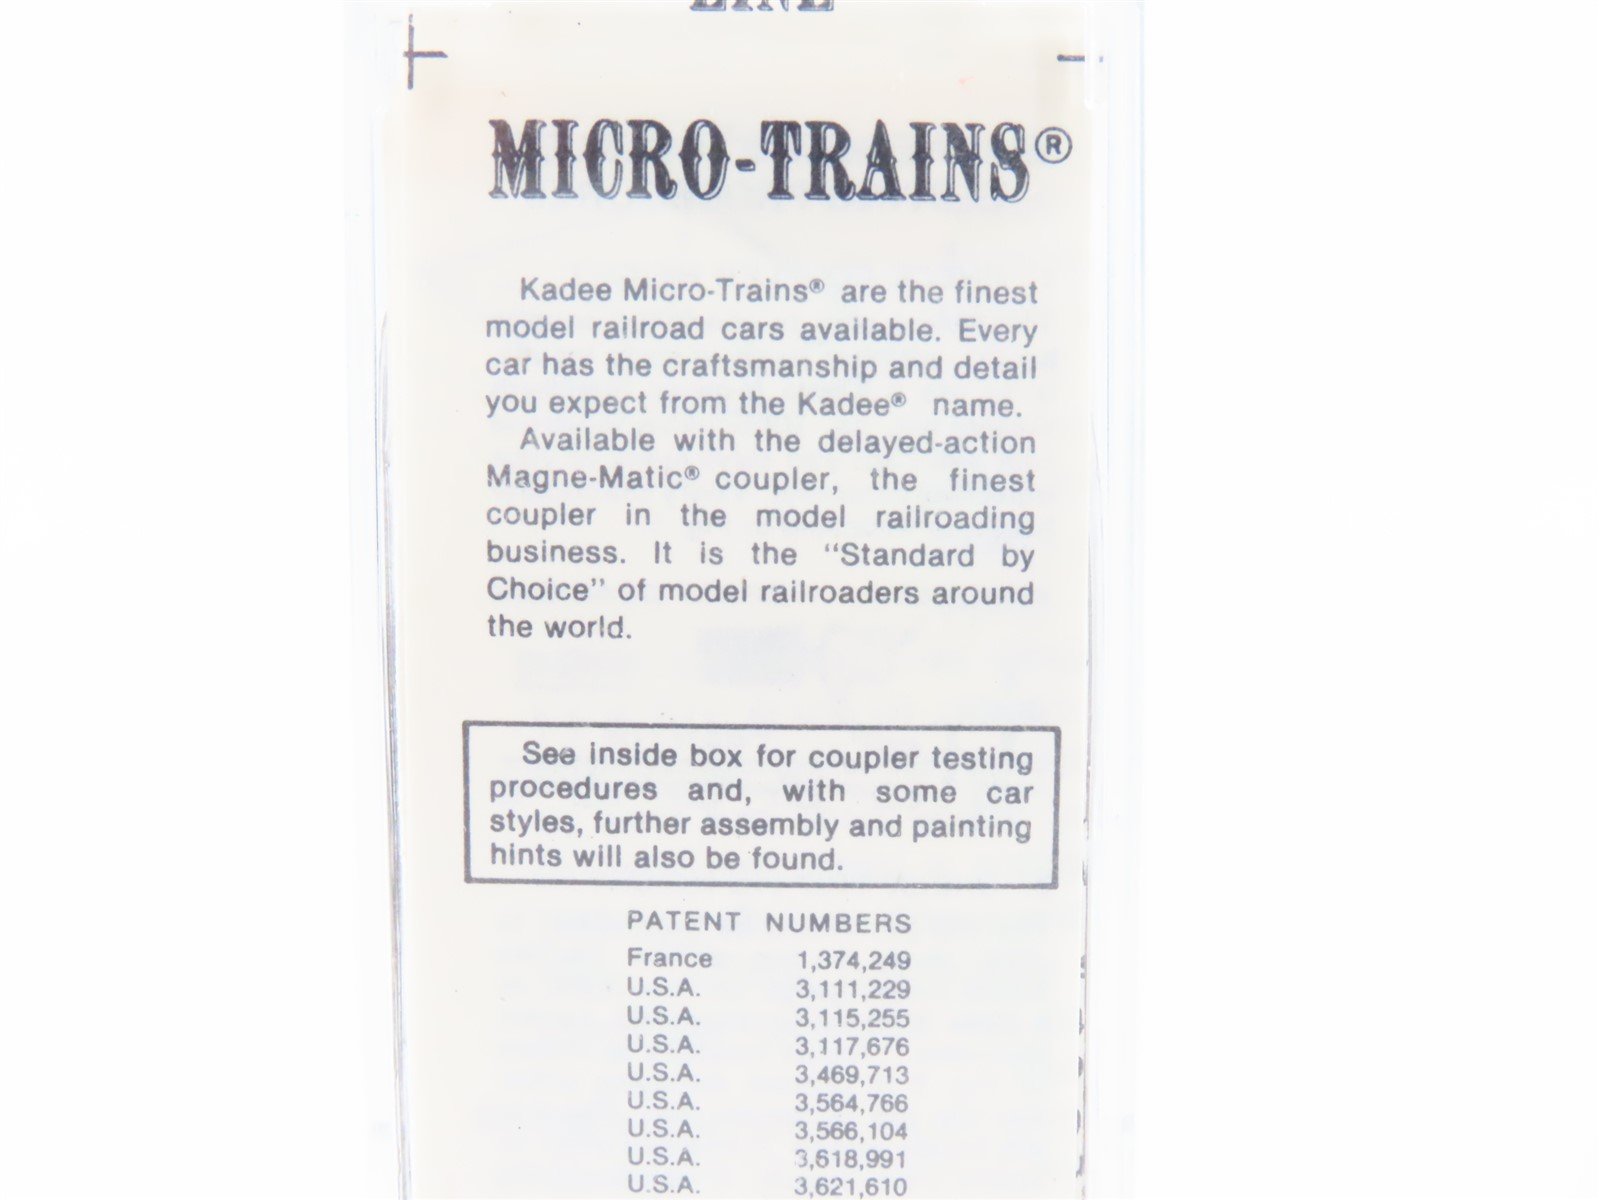 LINE
MICRO-TRAINS®
Kadee Micro-Trains® are the finest
model railroad cars available. Every
car has the craftsmanship and detail
you expect from the Kadee® name.
Available with the delayed-action
Magne-Matic® coupler, the finest
coupler in the model railroading
business. It is the "Standard by
Choice" of model railroaders around
the world.
See inside box for coupler testing
procedures and, with some car
styles, further assembly and painting
hints will also be found.
PATENT NUMBERS
France 1,374,249
U.S.A. 3,111,229
U.S.A. 3,115,255
U.S.A. 3,117,676
U.S.A. 3,469,713
U.S.A. 3,564,766
U.S.A. 3,566,104
U.S.A. 3,618,991
U.S.A. 3,621,610